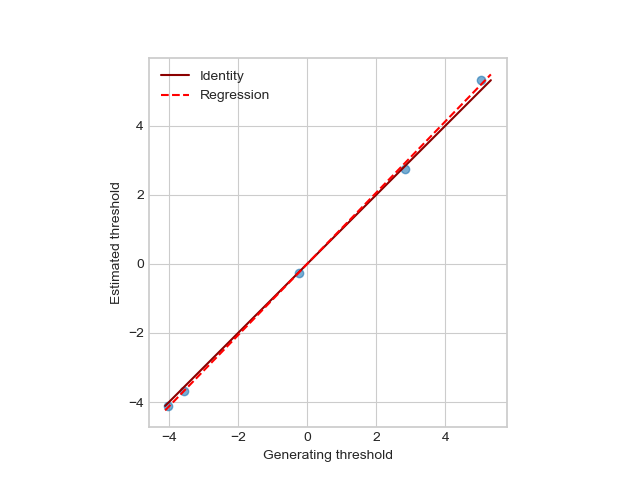 Identity
Regression
4
2
0
−2
−4
Estimated threshold
−4 −2 0 2 4
Generating threshold